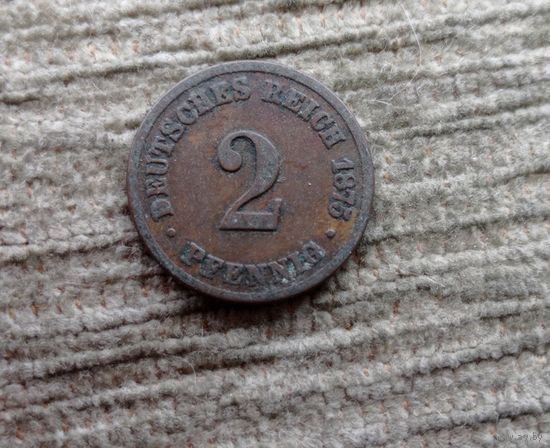 DEUTSCHES REICH 1875
2
PFENNIG